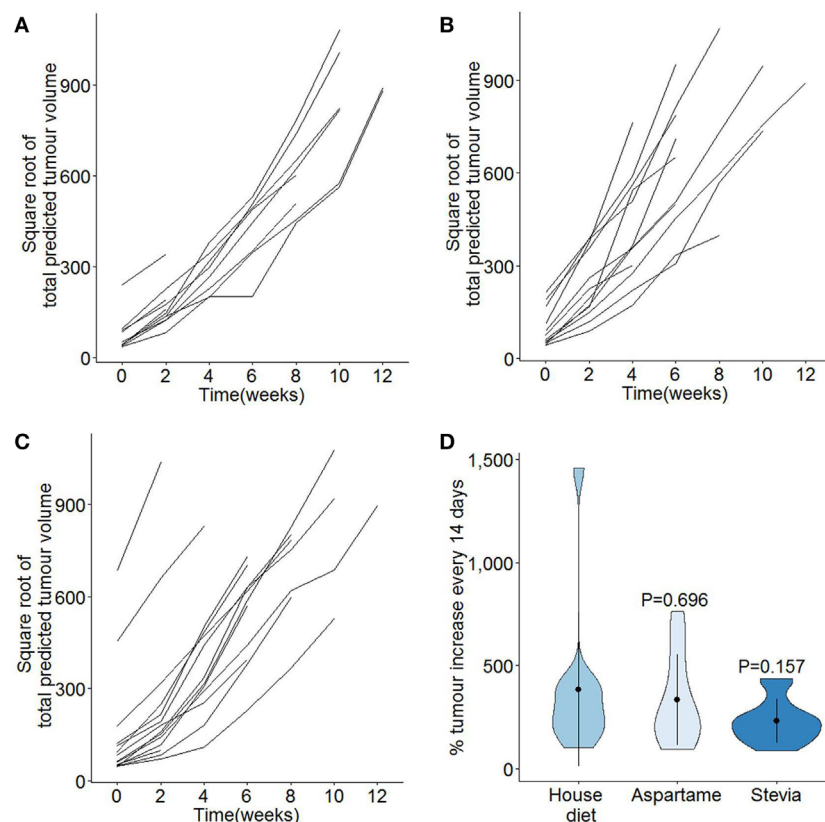 A
Square root of
total predicted tumour volume
900
600
300
0
0 2 4 6 8 10 12
Time(weeks)
B
Square root of
total predicted tumour volume
900
600
300
0
0 2 4 6 8 10 12
Time(weeks)
C
Square root of
total predicted tumour volume
900
600
300
0
0 2 4 6 8 10 12
Time(weeks)
D
% tumour increase every 14 days
1,500
1,000
500
0
P=0.696
P=0.157
House
diet
Aspartame
Stevia